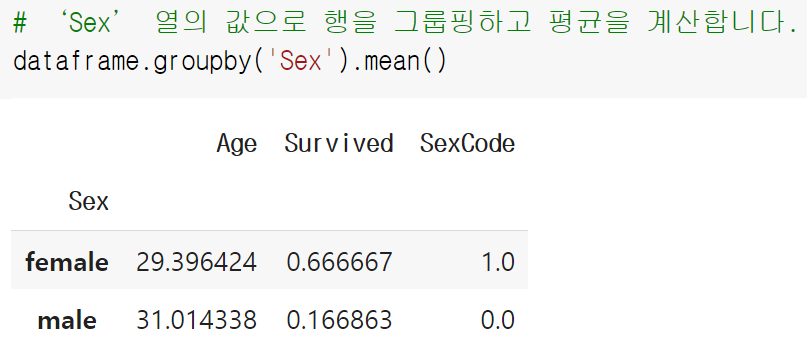 # ‘Sex’ 열의 값으로 행을 그룹핑하고 평균을 계산합니다.
dataframe.groupby('Sex').mean()
Age Survived SexCode
Sex
female 29.396424 0.666667 1.0
male 31.014338 0.166863 0.0